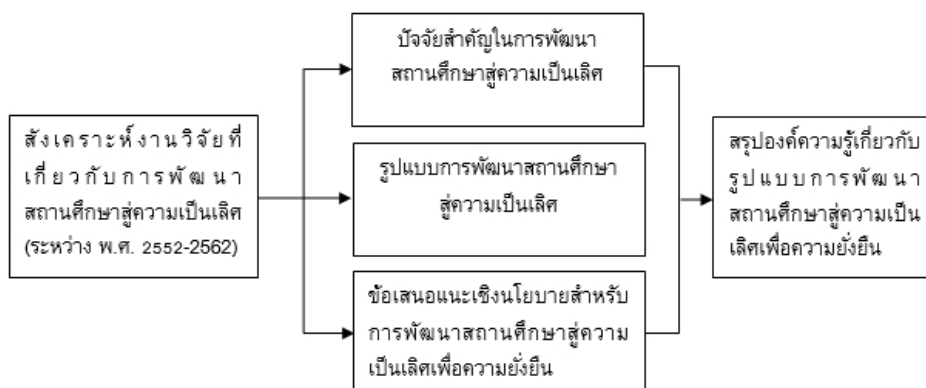 สังเคราะห์งานวิจัยที่
เกี่ยวกับการพัฒนา
สถานศึกษาสู่ความเป็นเลิศ
(ระหว่าง พ.ศ. 2552-2562)
ปัจจัยสำคัญในการพัฒนา
สถานศึกษาสู่ความเป็นเลิศ
รูปแบบการพัฒนาสถานศึกษา
สู่ความเป็นเลิศ
ข้อเสนอแนะเชิงนโยบายสำหรับ
การพัฒนาสถานศึกษาสู่ความ
เป็นเลิศเพื่อความยั่งยืน
สรุปองค์ความรู้เกี่ยวกับ
รูปแบบการพัฒนา
สถานศึกษาสู่ความเป็น
เลิศเพื่อความยั่งยืน